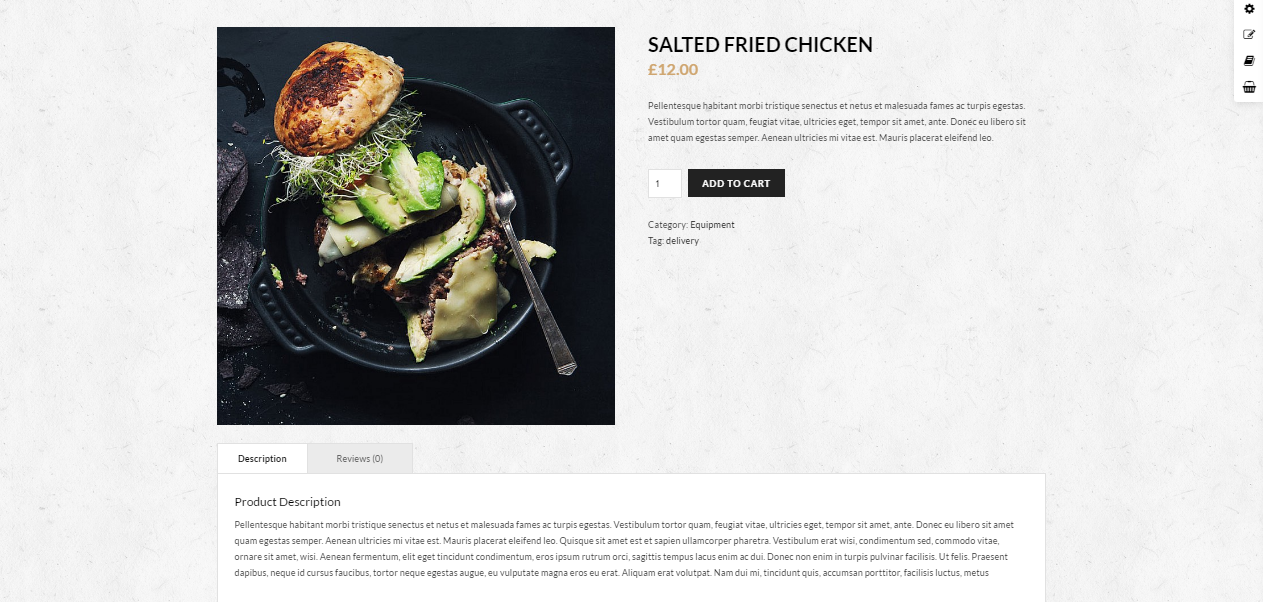 SALTED FRIED CHICKEN
£12.00
Pellentesque habitant morbi tristique senectus et netus et malesuada fames ac turpis egestas.
Vestibulum tortor quam, feugiat vitae, ultricies eget, tempor sit amet, ante. Donec eu libero sit
amet quam egestas semper. Aenean ultricies mi vitae est. Mauris placerat eleifend leo.
1
ADD TO CART
Category: Equipment
Tag: delivery
Description
Reviews (0)
Product Description
Pellentesque habitant morbi tristique senectus et netus et malesuada fames ac turpis egestas. Vestibulum tortor quam, feugiat vitae, ultricies eget, tempor sit amet, ante. Donec eu libero sit amet
quam egestas semper. Aenean ultricies mi vitae est. Mauris placerat eleifend leo. Quisque sit amet est et sapien ullamcorper pharetra. Vestibulum erat wisi, condimentum sed, commodo vitae,
ornare sit amet, wisi. Aenean fermentum, elit eget tincidunt condimentum, eros ipsum rutrum orci, sagittis tempus lacus enim ac dui. Donec non enim in turpis pulvinar facilisis. Ut felis. Praesent
dapibus, neque id cursus faucibus, tortor neque egestas augue, eu vulputate magna eros eu erat. Aliquam erat volutpat. Nam dui mi, tincidunt quis, accumsan porttitor, facilisis luctus, metus